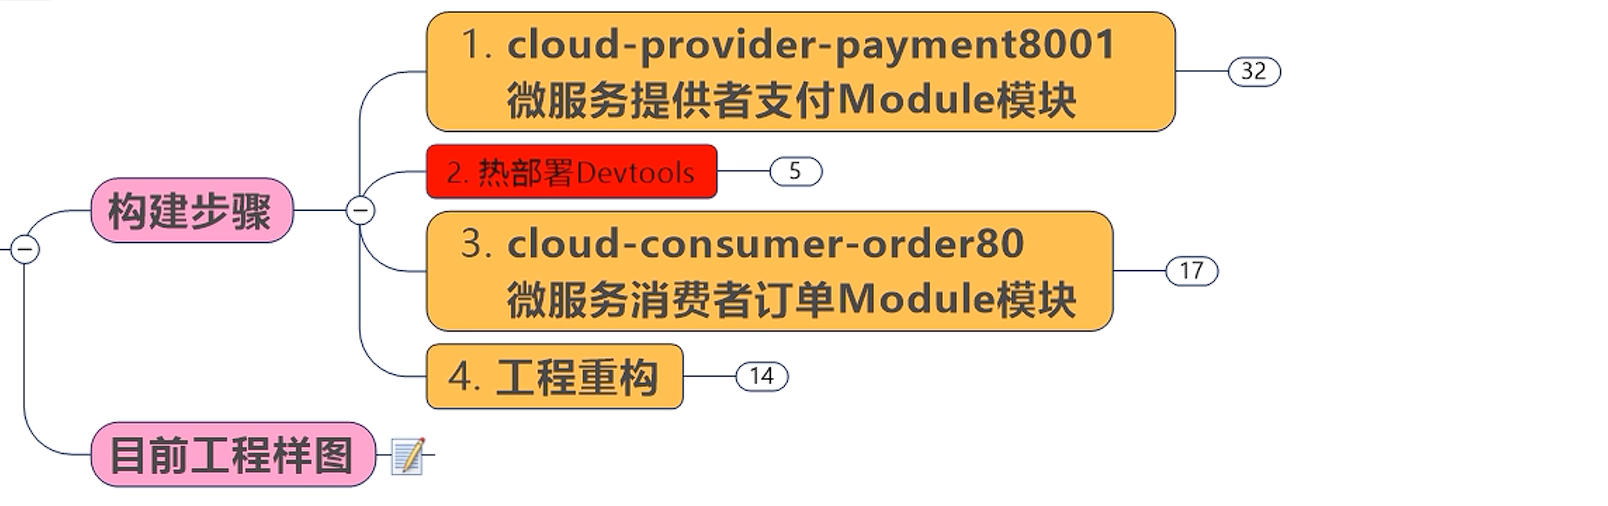 1. cloud-provider-payment8001
微服务提供者支付Module模块
32
2. 热部署Devtools
5
构建步骤
3. cloud-consumer-order80
微服务消费者订单Module模块
17
4. 工程重构
14
目前工程样图